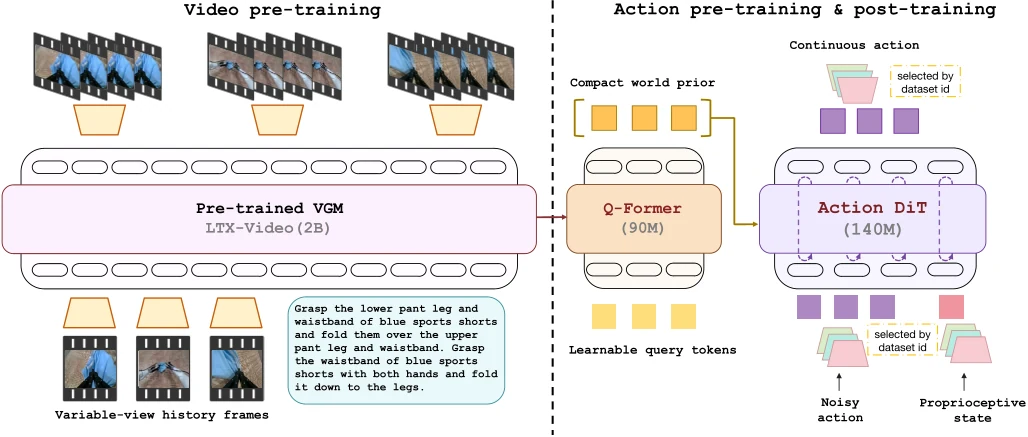 Video pre-training
Pre-trained VGM
LTX-Video(2B)
Grasp the lower pant leg and
waistband of blue sports shorts
and fold them over the upper
pant leg and waistband. Grasp
the waistband of blue sports
shorts with both hands and fold
it down to the legs.
Variable-view history frames
Action pre-training & post-training
Continuous action
selected by
dataset id
Compact world prior
Q-Former
(90M)
Action DiT
(140M)
Learnable query tokens
selected by
dataset id
Noisy
action
Proprioceptive
state